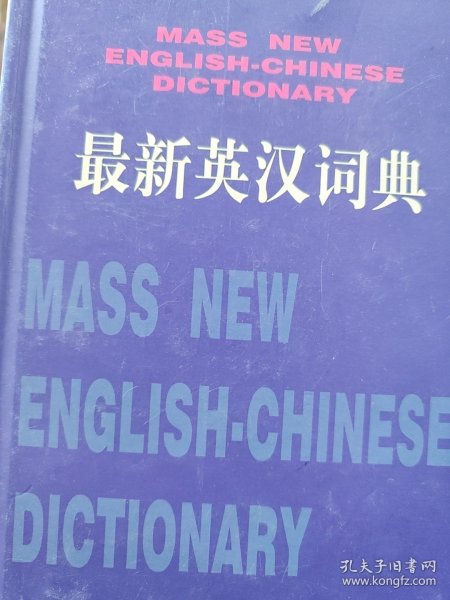 MASS NEW
ENGLISH-CHINESE
DICTIONARY
最新英汉词典
MASS NEW
ENGLISH-CHINESE
DICTIONARY
孔夫子旧书网
www.kongfz.com